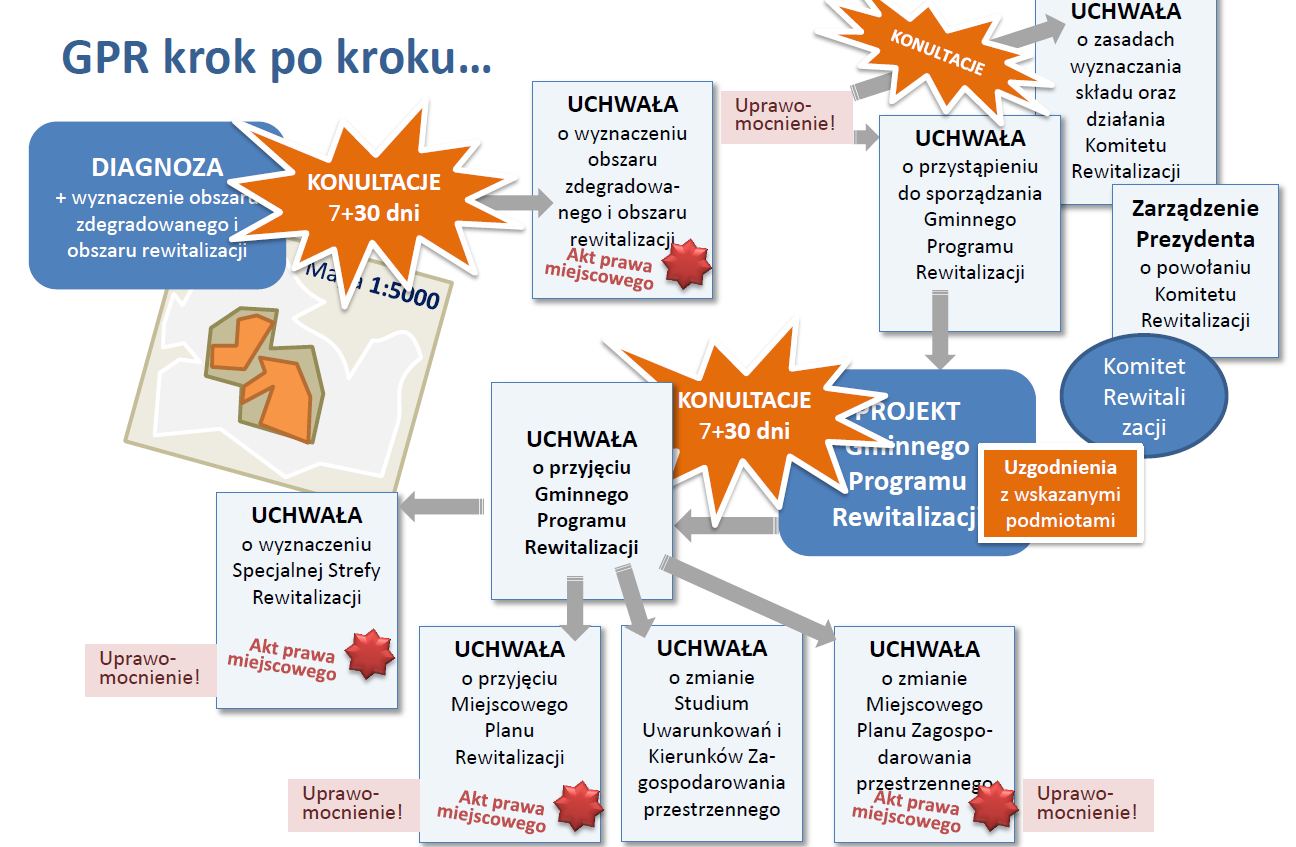 GPR krok po kroku...
DIAGNOZA
+ wyznaczenie obszaru
zdegradowanego i
obszaru rewitalizacji
KONULTACJE
7+30 dni
Mapa 1:5000
UCHWAŁA
o wyznaczeniu
obszaru
zdegradowa-
nego i obszaru
rewitalizacji
Akt prawa
miejscowego
Uprawo-
mocnienie!
KONULTACJE
UCHWAŁA
o zasadach
wyznaczania
składu oraz
działania
Komitetu
Rewitalizacji
UCHWAŁA
o przystąpieniu
do sporządzania
Gminnego
Programu
Rewitalizacji
Zarządzenie
Prezydenta
o powołaniu
Komitetu
Rewitalizacji
Komitet
Rewitali
zacji
PROJEKT
Gminnego
Programu
Rewitalizacji
Uzgodnienia
z wskazanymi
podmiotami
KONULTACJE
7+30 dni
UCHWAŁA
o przyjęciu
Gminnego
Programu
Rewitalizacji
UCHWAŁA
o wyznaczeniu
Specjalnej Strefy
Rewitalizacji
Akt prawa
miejscowego
Uprawo-
mocnienie!
UCHWAŁA
o przyjęciu
Miejscowego
Planu
Rewitalizacji
Akt prawa
miejscowego
Uprawo-
mocnienie!
UCHWAŁA
o zmianie
Studium
Uwarunkowań i
Kierunków Za-
gospodarowania
przestrzennego
UCHWAŁA
o zmianie
Miejscowego
Planu Zagospo-
darowania
przestrzennego
Akt prawa
miejscowego
Uprawo-
mocnienie!